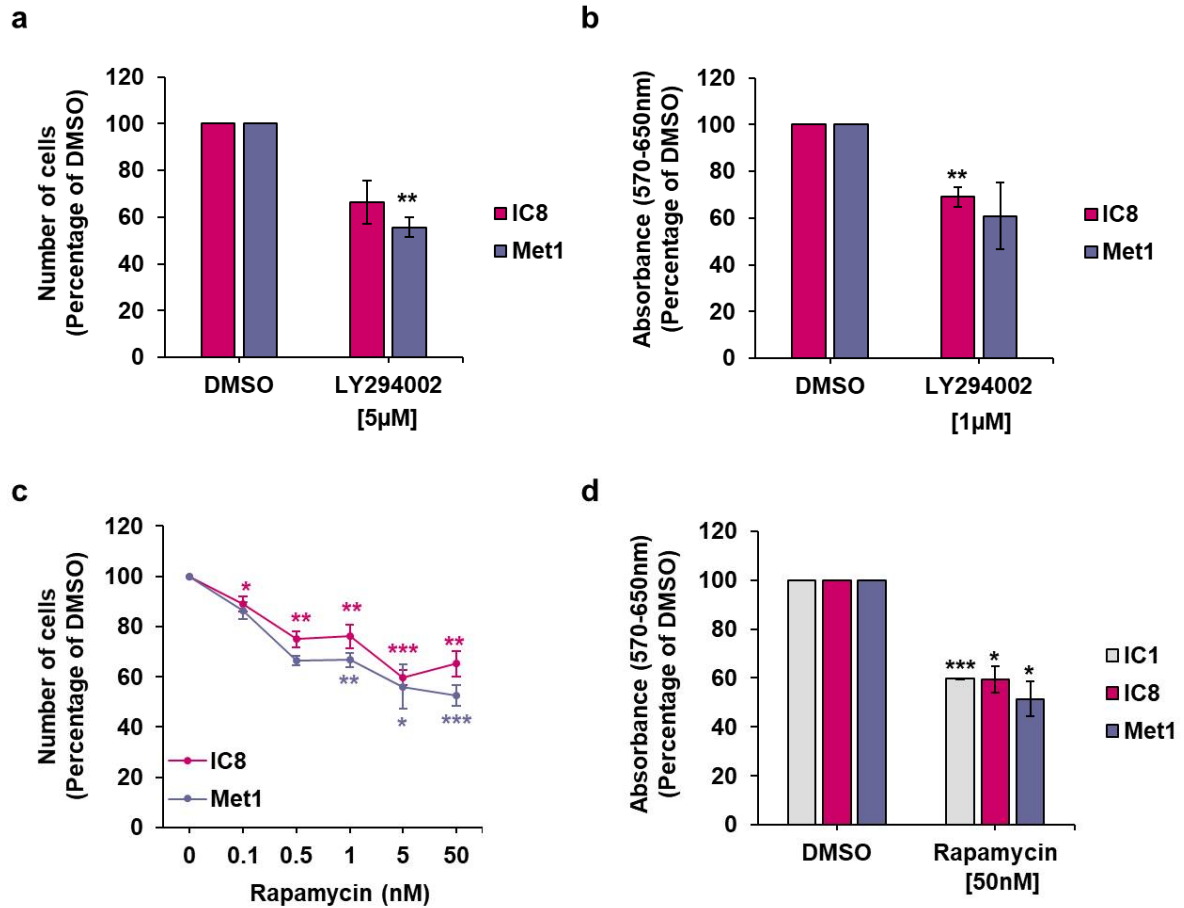 a
Number of cells
(Percentage of DMSO)
120
100
80
60
40
20
0
**
DMSO
LY294002
[5µM]
IC8
Met1
b
Absorbance (570-650nm)
(Percentage of DMSO)
120
100
80
60
40
20
0
**
DMSO
LY294002
[1µM]
IC8
Met1
c
Number of cells
(Percentage of DMSO)
120
100
80
60
40
20
0
*
**
**
***
**
**
*
***
IC8
Met1
0 0.1 0.5 1 5 50
Rapamycin (nM)
d
Absorbance (570-650nm)
(Percentage of DMSO)
120
100
80
60
40
20
0
*** * *
DMSO
Rapamycin
[50nM]
IC1
IC8
Met1